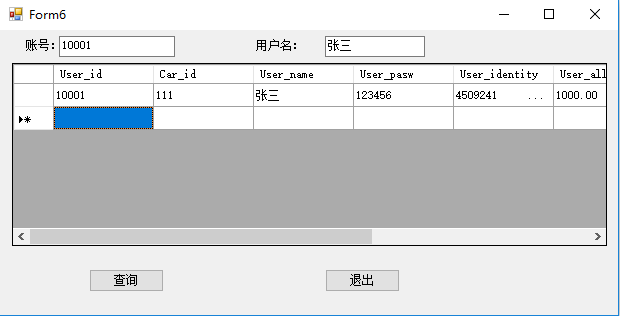 Form6
账号: 10001 用户名: 张三
User_id Car_id User_name User_pasw User_identity User_all
10001 111 张三 123456 4509241 ... 1000.00
查询 退出